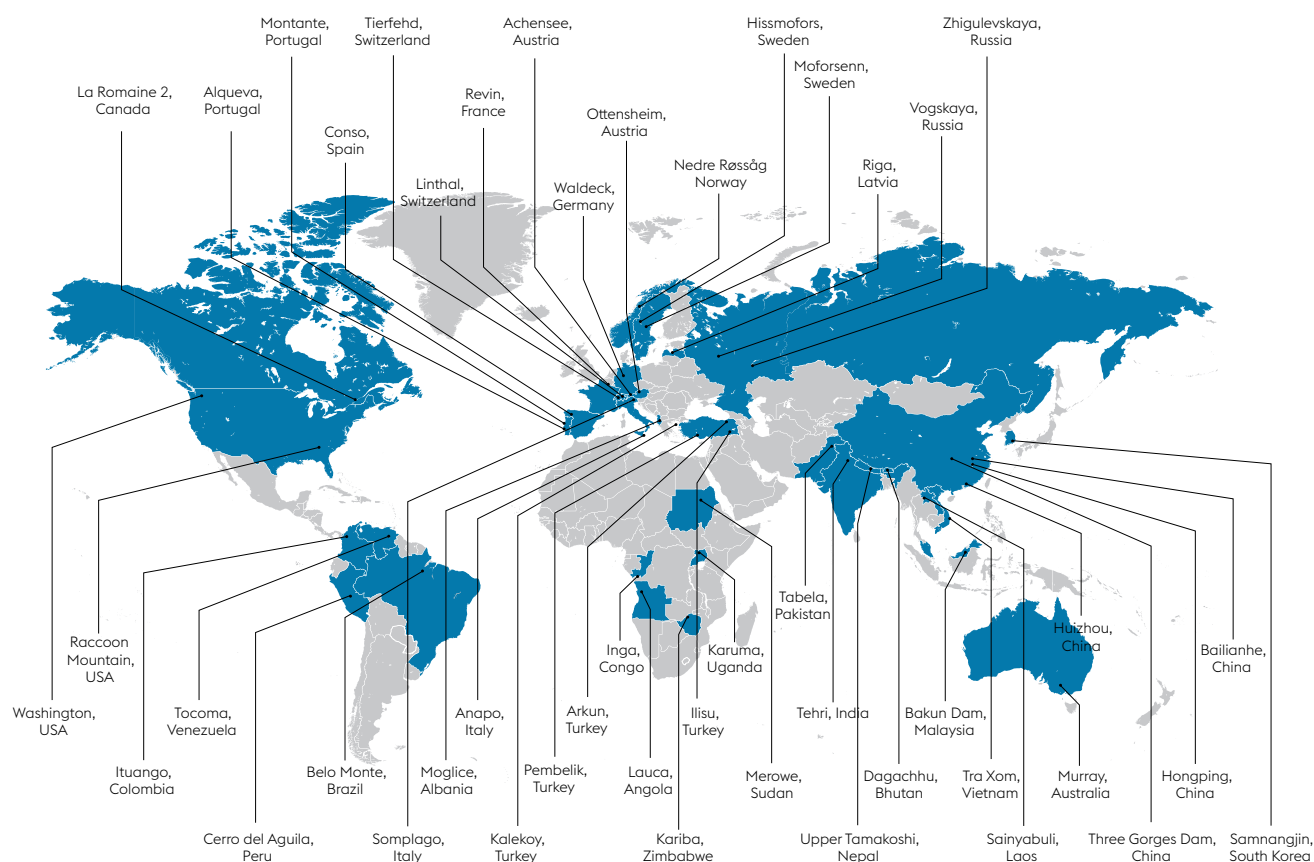 Montante,
Portugal
Tierfehd,
Switzerland
Achensee,
Austria
Hissmofors,
Sweden
Zhigulevskaya,
Russia
Moforsenn,
Sweden
La Romaine 2,
Canada
Alqueva,
Portugal
Revin,
France
Ottensheim,
Austria
Vogskaya,
Russia
Conso,
Spain
Linthal,
Switzerland
Waldeck,
Germany
Nedre Røssåg
Norway
Riga,
Latvia
Tabela,
Pakistan
Raccoon
Mountain,
USA
Inga,
Congo
Karuma,
Uganda
Huizhou,
China
Bailianhe,
China
Washington,
USA
Tocoma,
Venezuela
Anapo,
Italy
Arkun,
Turkey
Ilisu,
Turkey
Tehri, India
Bakun Dam,
Malaysia
Ituango,
Colombia
Belo Monte,
Brazil
Moglice,
Albania
Pembelik,
Turkey
Lauca,
Angola
Merowe,
Sudan
Dagachhu,
Bhutan
Tra Xom,
Vietnam
Murray,
Australia
Hongping,
China
Cerro del Aguila,
Peru
Somplago,
Italy
Kalekoy,
Turkey
Kariba,
Zimbabwe
Upper Tamakoshi,
Nepal
Sainyabuli,
Laos
Three Gorges Dam,
China
Samnangjin,
South Korea